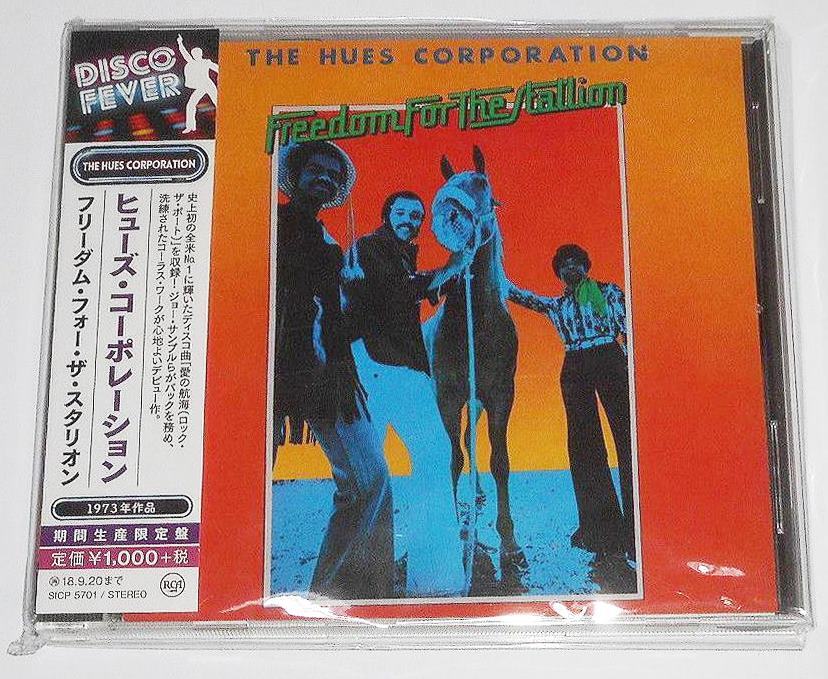 DISCO
FEVER
THE HUES CORPORATION
史上初の全米No.1に輝いたディスコ曲「愛の航海(ロック・
ザ・ボート)」を収録!ジョー・サンプルらがバックを務め、
洗練されたコーラス・ワークが心地よいデビュー作。
ヒューズ・コーポレーション
フリーダム・フォー・ザ・スタリオン
1973年作品
期間生産限定盤
定価¥1,000+税
18.9.20まで
SICP 5701 / STEREO
RCA
THE HUES CORPORATION
Freedom For The Stallion